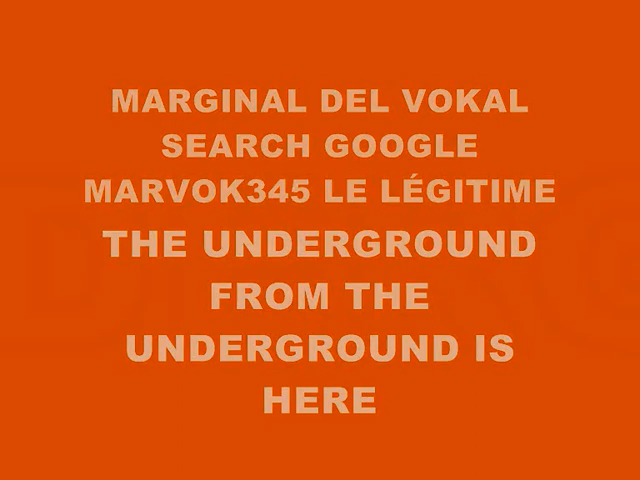 MARGINAL DEL VOKAL
SEARCH GOOGLE
MARVOK345 LE LÉGITIME
THE UNDERGROUND
FROM THE
UNDERGROUND IS
HERE